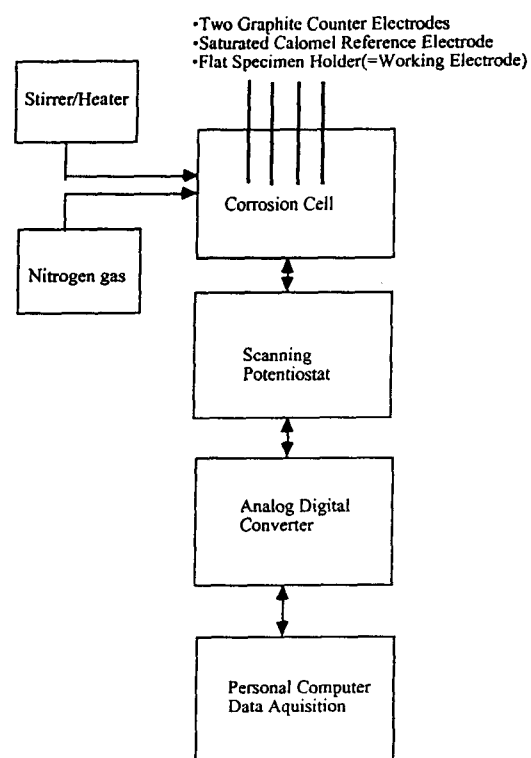 •Two Graphite Counter Electrodes
•Saturated Calomel Reference Electrode
•Flat Specimen Holder(=Working Electrode)
Stirrer/Heater
Corrosion Cell
Nitrogen gas
Scanning
Potentiostat
Analog Digital
Converter
Personal Computer
Data Aquisition